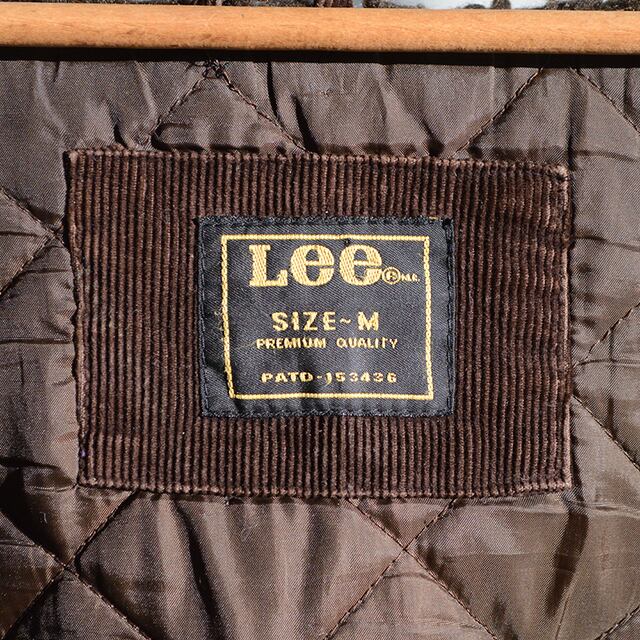 Lee®M.R.
SIZE~M
PREMIUM QUALITY
PATD-153436